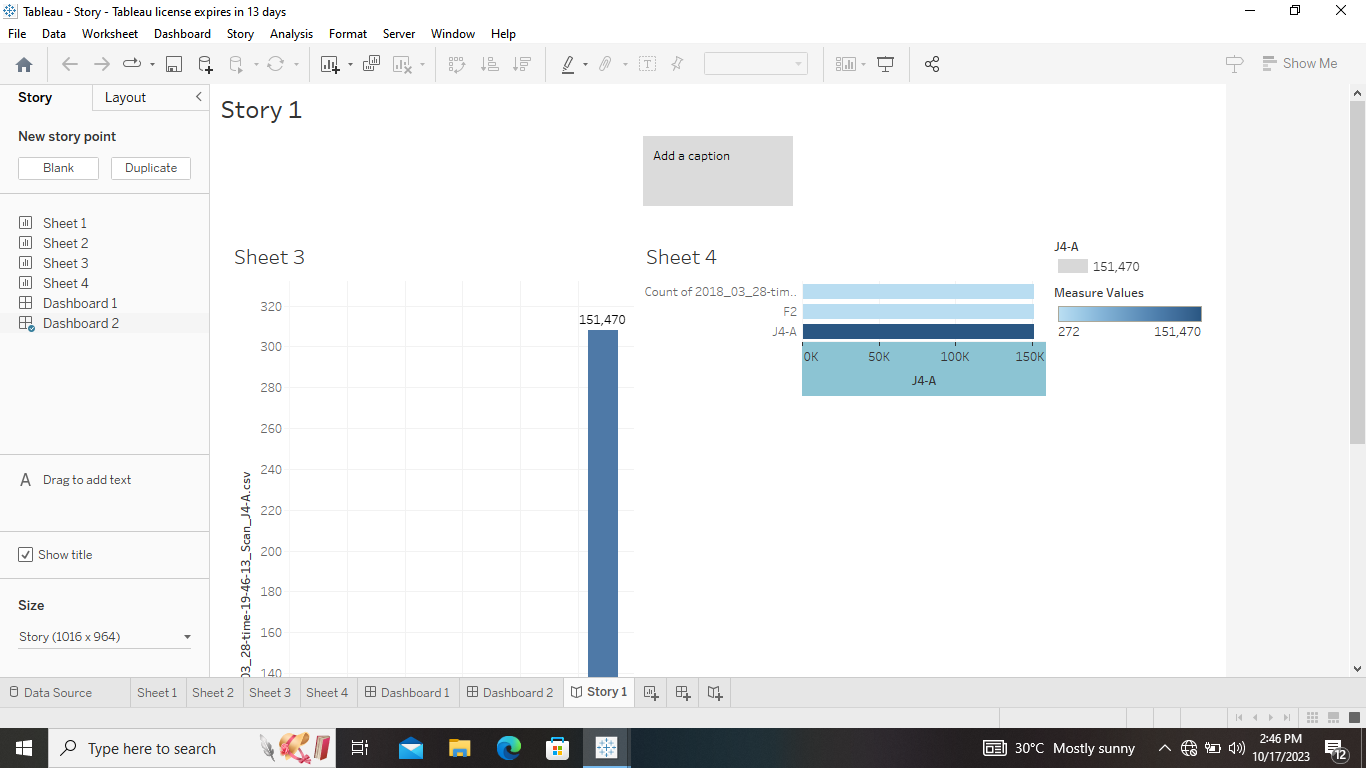 Tableau - Story - Tableau license expires in 13 days
File Data Worksheet Dashboard Story Analysis Format Server Window Help
Show Me
Story Layout
New story point
Blank Duplicate
Sheet 1
Sheet 2
Sheet 3
Sheet 4
Dashboard 1
Dashboard 2
A Drag to add text
Show title
Size
Story (1016 x 964)
Story 1
Add a caption
Sheet 3
03_28-time-19-46-13_Scan_J4-A.csv
320
300
280
260
240
220
200
180
160
140
151,470
Sheet 4
Count of 2018_03_28-tim..
F2
J4-A
0K 50K 100K 150K
J4-A
J4-A
151,470
Measure Values
272 151,470
Data Source Sheet 1 Sheet 2 Sheet 3 Sheet 4 Dashboard 1 Dashboard 2 Story 1
Type here to search
30°C Mostly sunny
2:46 PM
10/17/2023
12